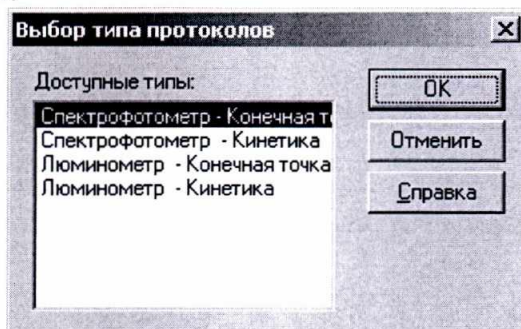 Выбор типа протоколов
Доступные типы:
Спектрофотометр - Конечная т
Спектрофотометр - Кинетика
Люминометр - Конечная точка
Люминометр - Кинетика
OK
Отменить
Справка